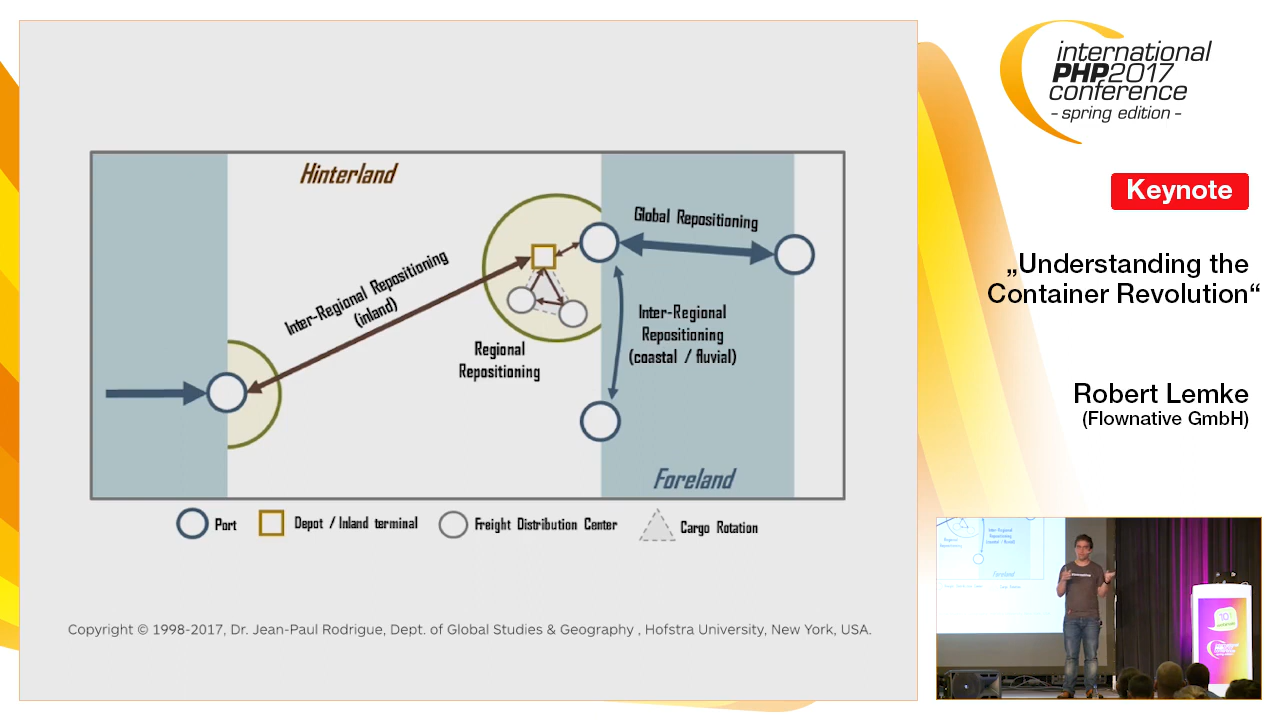 Hinterland
Global Repositioning
Inter-Regional Repositioning
(inland)
Inter-Regional
Repositioning
(coastal / fluvial)
Regional
Repositioning
Foreland
Port
Depot / Inland terminal
Freight Distribution Center
Cargo Rotation
Copyright © 1998-2017, Dr. Jean-Paul Rodrigue, Dept. of Global Studies & Geography , Hofstra University, New York, USA.
international
PHP2017
conference
- spring edition -
Keynote
„Understanding the
Container Revolution“
Robert Lemke
(Flownative GmbH)